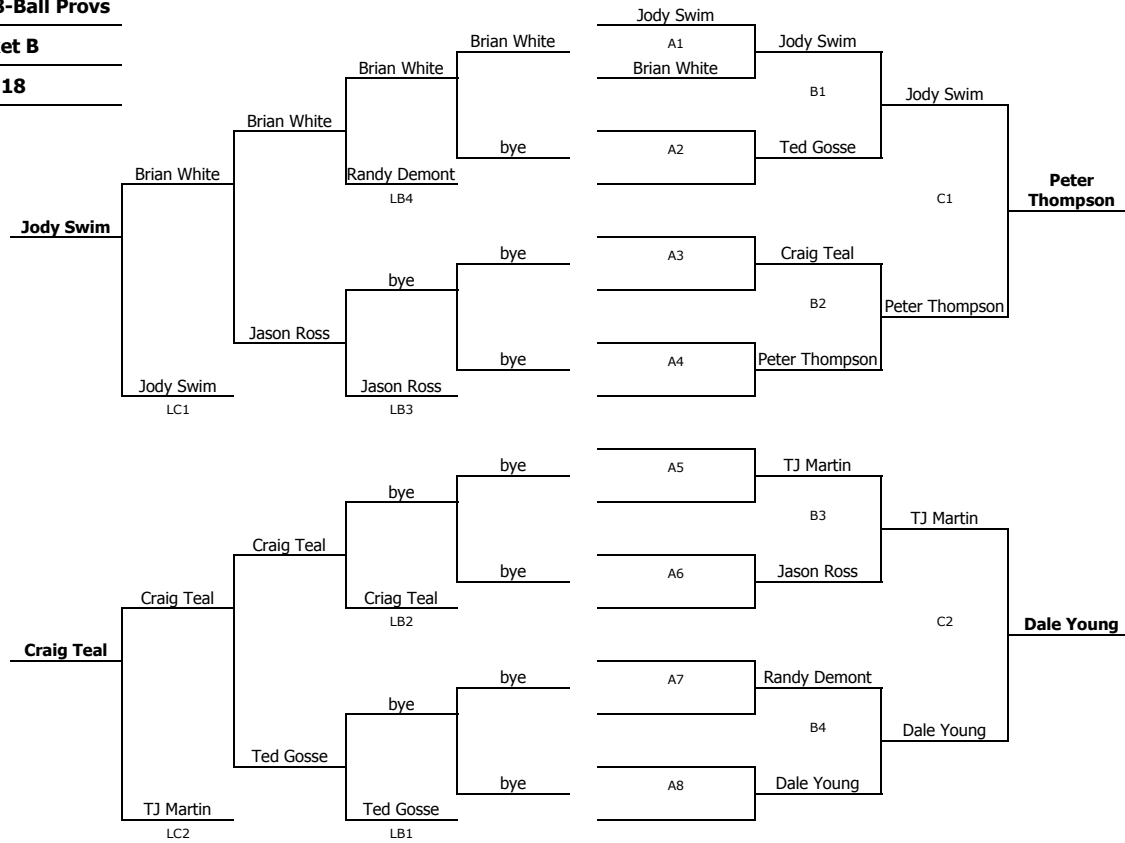 -Ball Provs
et B
18
Jody Swim
A1
Brian White
Jody Swim
Brian White
Brian White
B1
Jody Swim
Brian White
bye
A2
Ted Gosse
Brian White
Randy Demont
LB4
C1
Peter
Thompson
Jody Swim
bye
A3
Craig Teal
bye
B2
Peter Thompson
Jason Ross
bye
A4
Peter Thompson
Jody Swim
LC1
Jason Ross
LB3
bye
A5
TJ Martin
bye
B3
TJ Martin
Craig Teal
bye
A6
Jason Ross
Craig Teal
Criag Teal
LB2
C2
Dale Young
Craig Teal
bye
A7
Randy Demont
bye
B4
Dale Young
Ted Gosse
bye
A8
Dale Young
TJ Martin
LC2
Ted Gosse
LB1